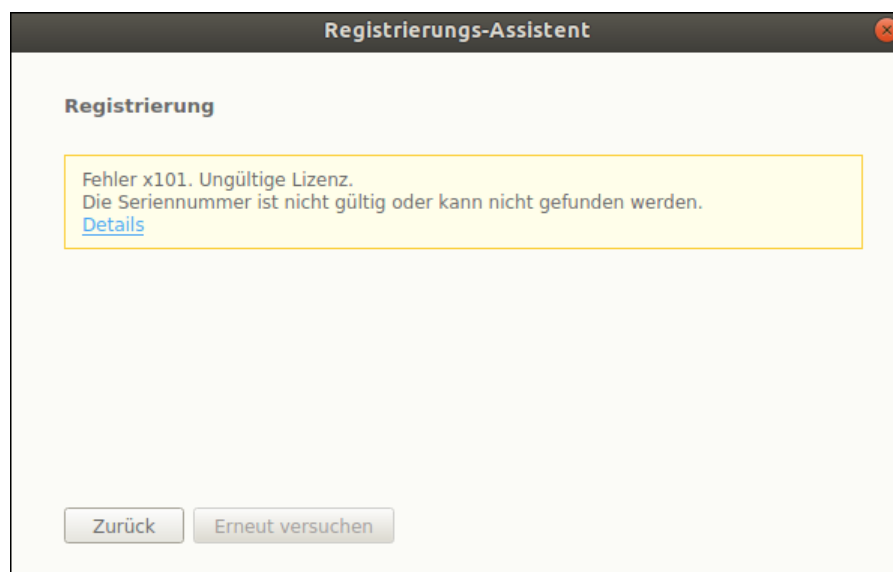 Registrierungs-Assistent
Registrierung
Fehler x101. Ungültige Lizenz.
Die Seriennummer ist nicht gültig oder kann nicht gefunden werden.
Details
Zurück
Erneut versuchen